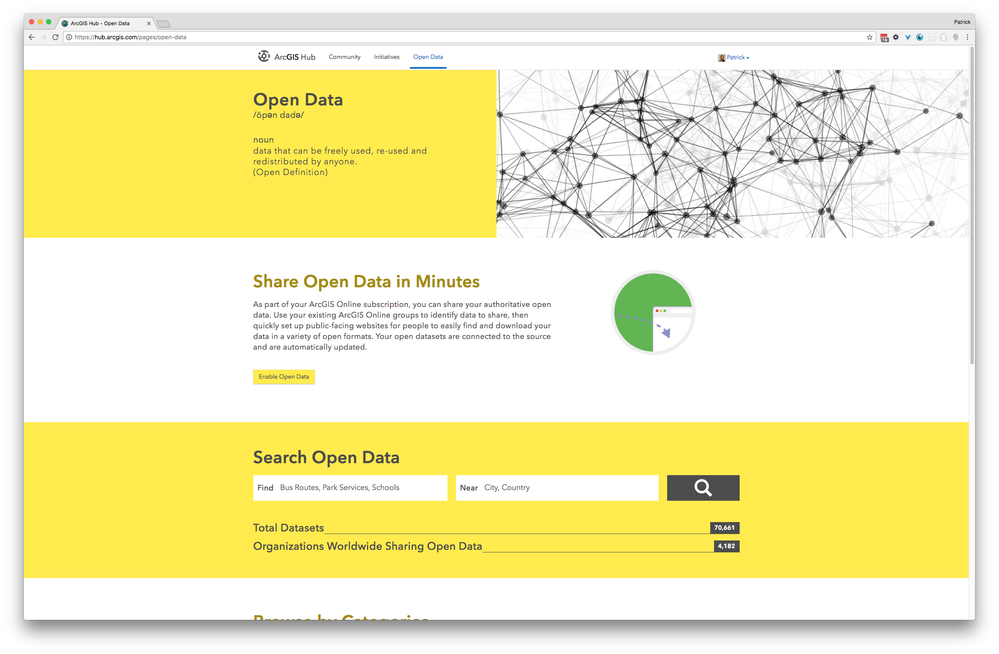 ArcGIS Hub - Open Data
Patrick
https://hub.arcgis.com/pages/open-data
19
ArcGIS Hub
Community
Initiatives
Open Data
Patrick
Open Data
/ōpən dadə/
noun
data that can be freely used, re-used and
redistributed by anyone.
(Open Definition)
Share Open Data in Minutes
As part of your ArcGIS Online subscription, you can share your authoritative open
data. Use your existing ArcGIS Online groups to identify data to share, then
quickly set up public-facing websites for people to easily find and download your
data in a variety of open formats. Your open datasets are connected to the source
and are automatically updated.
Enable Open Data
Search Open Data
Find Bus Routes, Park Services, Schools
Near City, Country
Total Datasets 70,661
Organizations Worldwide Sharing Open Data 4,182
Browse by Categories